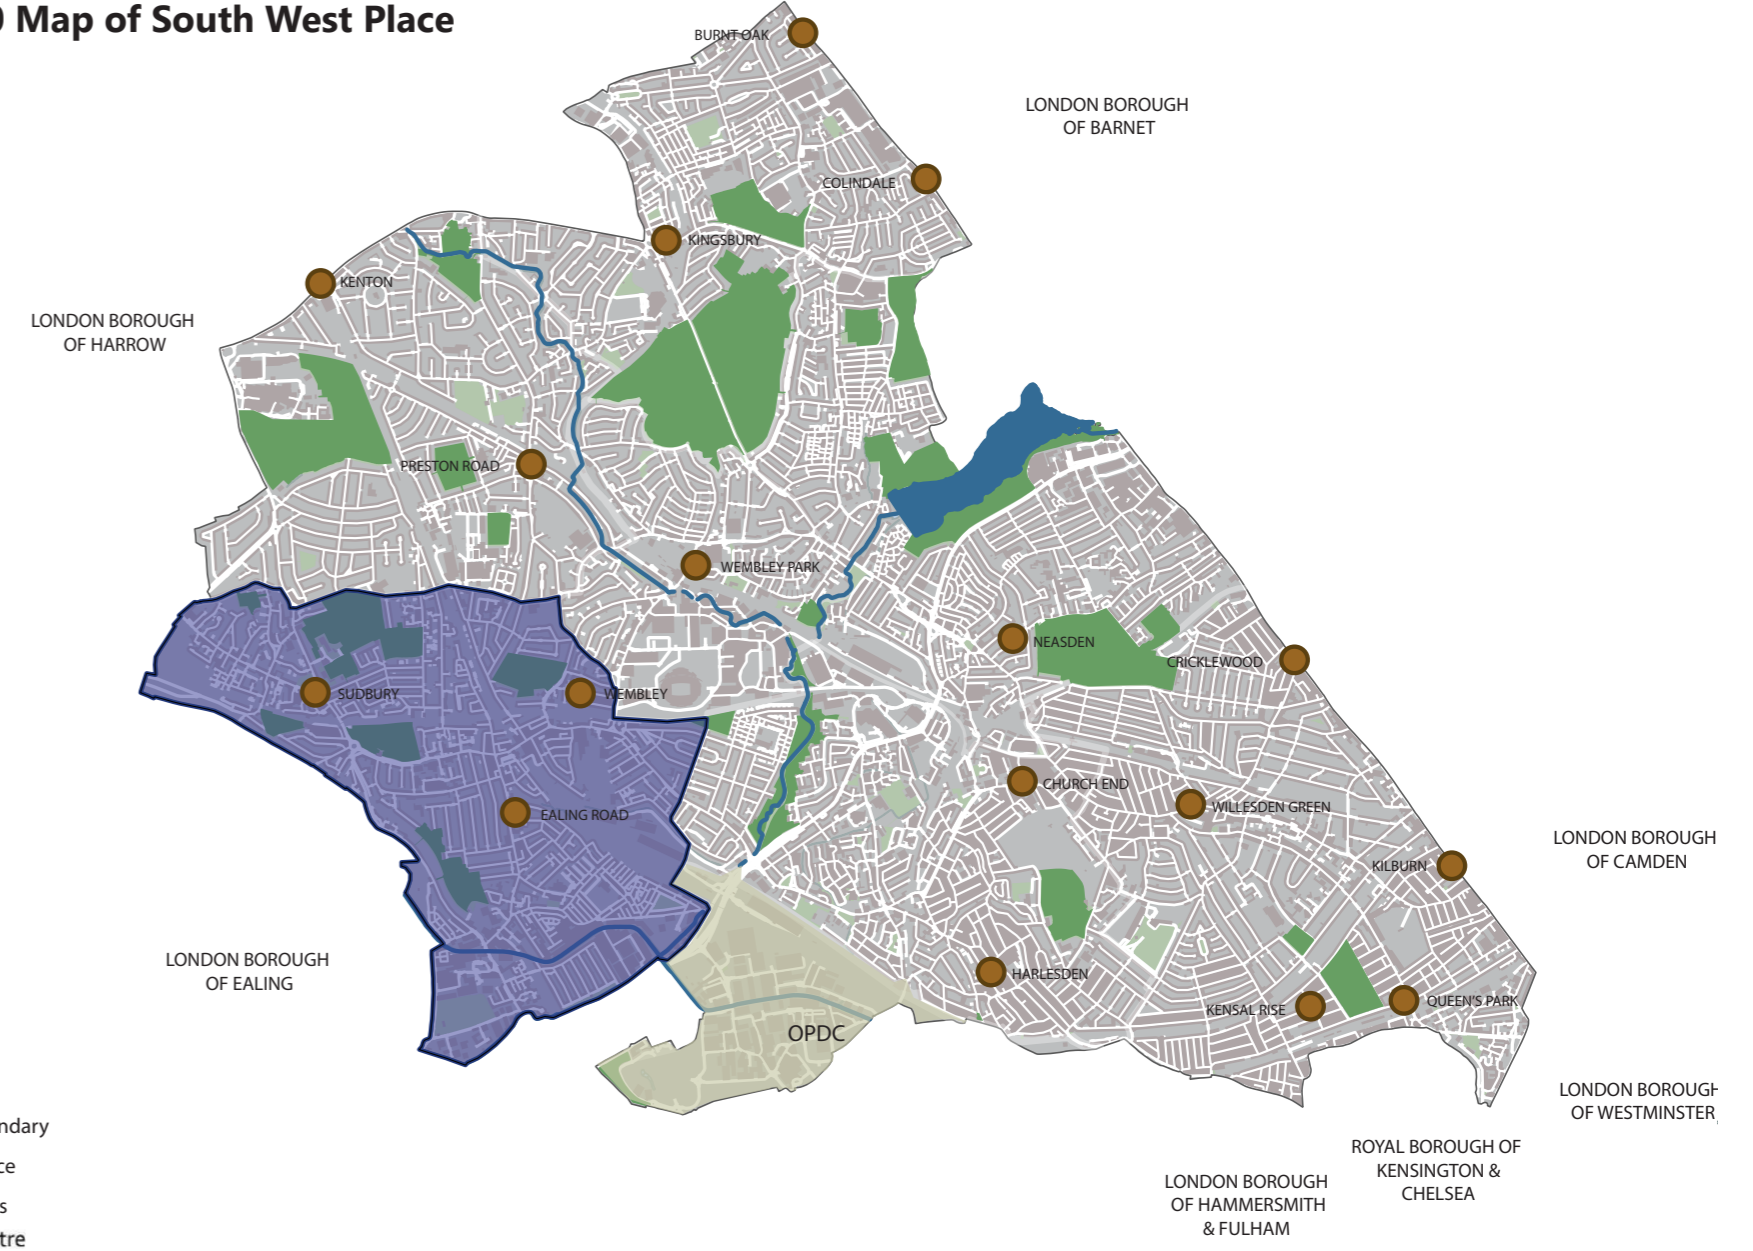 Map of South West Place
BURNT OAK
LONDON BOROUGH
OF BARNET
COLINDALE
KINGSBURY
KENTON
LONDON BOROUGH
OF HARROW
PRESTON ROAD
WEMBLEY PARK
NEASDEN
CRICKLEWOOD
SUDBURY
WEMBLEY
CHURCH END
WILLESDEN GREEN
EALING ROAD
LONDON BOROUGH
OF CAMDEN
KILBURN
LONDON BOROUGH
OF EALING
HARLESDEN
KENSAL RISE
QUEEN'S PARK
OPDC
LONDON BOROUGH
OF WESTMINSTER
ndary
ROYAL BOROUGH OF
KENSINGTON &
CHELSEA
ce
LONDON BOROUGH
OF HAMMERSMITH
& FULHAM
s
tre